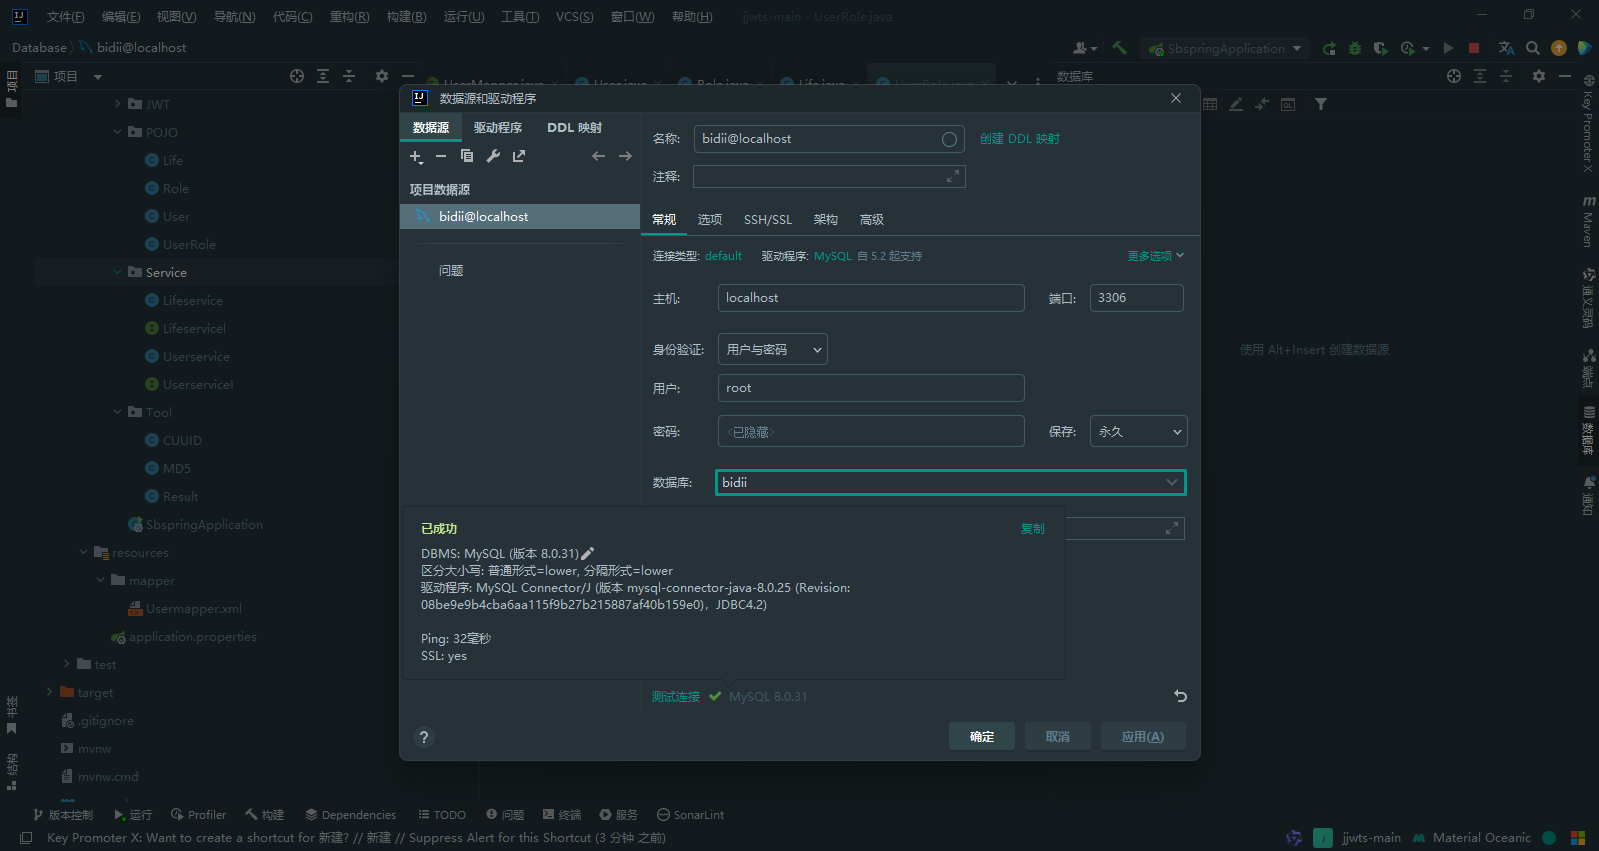 文件(F) 编辑(E) 视图(V) 导航(N) 代码(C) 重构(R) 构建(B) 运行(U) 工具(T) VCS(S) 窗口(W) 帮助(H) jjwts-main - UserRole.java
Database bidii@localhost
SbspringApplication
项目
UserMapper.java User.java Role.java Life.java UserRole.java
数据库
JWT
POJO
Life
Role
User
UserRole
Service
Lifeservice
LifeserviceI
Userservice
UserserviceI
Tool
CUUID
MD5
Result
SbspringApplication
resources
mapper
Usermapper.xml
application.properties
test
target
.gitignore
mvnw
mvnw.cmd
项目
书签
结构
数据源和驱动程序
数据源 驱动程序 DDL 映射
项目数据源
bidii@localhost
问题
名称: bidii@localhost 创建 DDL 映射
注释:
常规 选项 SSH/SSL 架构 高级
连接类型: default 驱动程序: MySQL 自 5.2 起支持 更多选项
主机: localhost 端口: 3306
身份验证: 用户与密码
用户: root
密码: <已隐藏> 保存: 永久
数据库: bidii
已成功 复制
DBMS: MySQL (版本 8.0.31)
区分大小写: 普通形式=lower, 分隔形式=lower
驱动程序: MySQL Connector/J (版本 mysql-connector-java-8.0.25 (Revision:
08be9e9b4cba6aa115f9b27b215887af40b159e0)，JDBC4.2)
Ping: 32毫秒
SSL: yes
测试连接 MySQL 8.0.31
? 确定 取消 应用(A)
使用 Alt+Insert 创建数据源
Key Promoter X
Maven
通义灵码
端点
数据库
通知
版本控制 运行 Profiler 构建 Dependencies TODO 问题 终端 服务 SonarLint
Key Promoter X: Want to create a shortcut for 新建? // 新建 // Suppress Alert for this Shortcut (3 分钟 之前) jjwts-main Material Oceanic